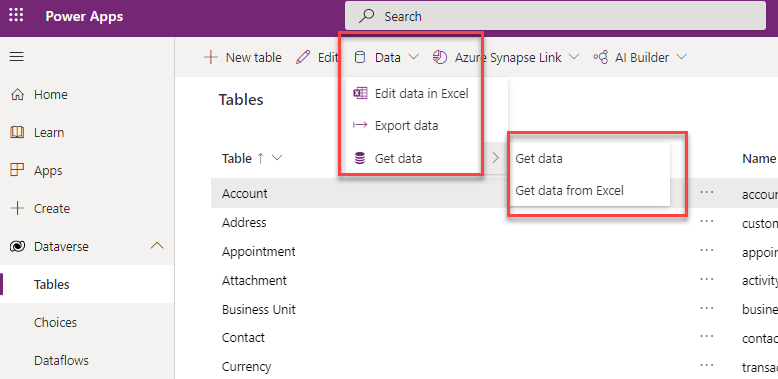 Power Apps
Search
New table
Edit
Data
Azure Synapse Link
AI Builder
Home
Learn
Apps
Create
Dataverse
Tables
Choices
Dataflows
Edit data in Excel
Export data
Get data
Get data
Get data from Excel
Tables
Table ↑
Name
Account
accou
Address
custom
Appointment
appoi
Attachment
activity
Business Unit
busine
Contact
contac
Currency
transac